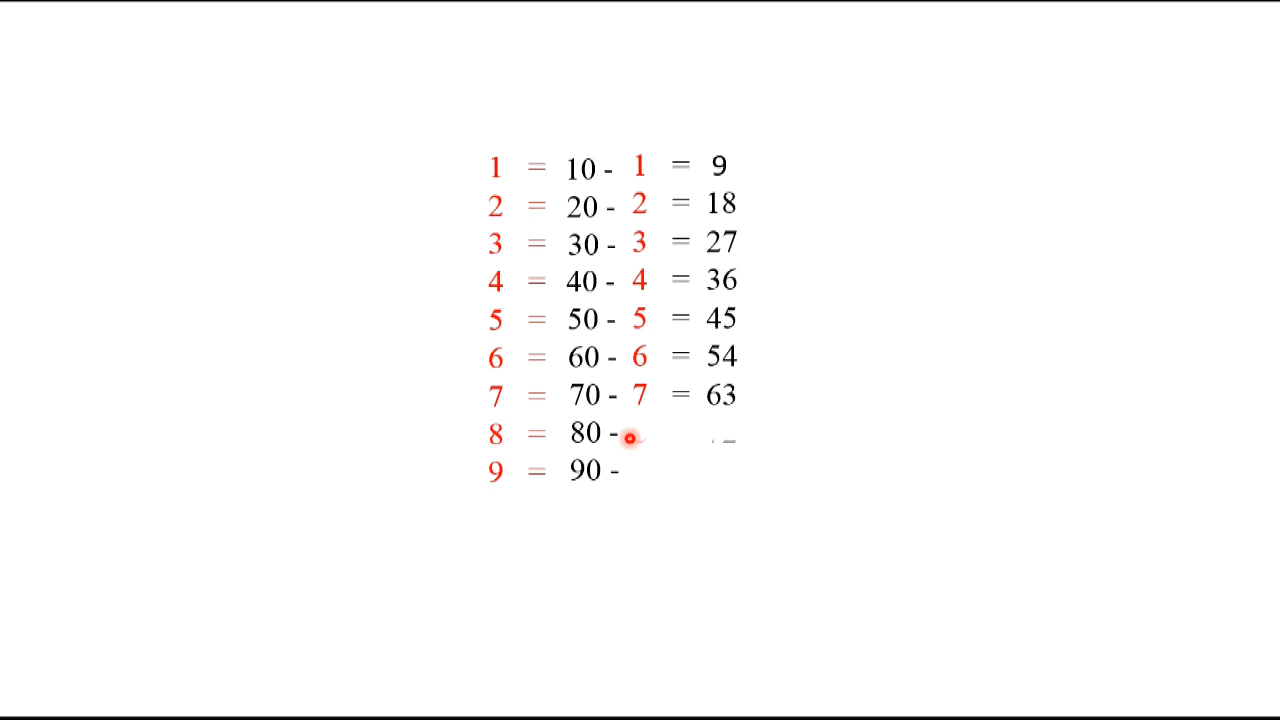 1 = 10 - 1 = 9
2 = 20 - 2 = 18
3 = 30 - 3 = 27
4 = 40 - 4 = 36
5 = 50 - 5 = 45
6 = 60 - 6 = 54
7 = 70 - 7 = 63
8 = 80 -
9 = 90 -